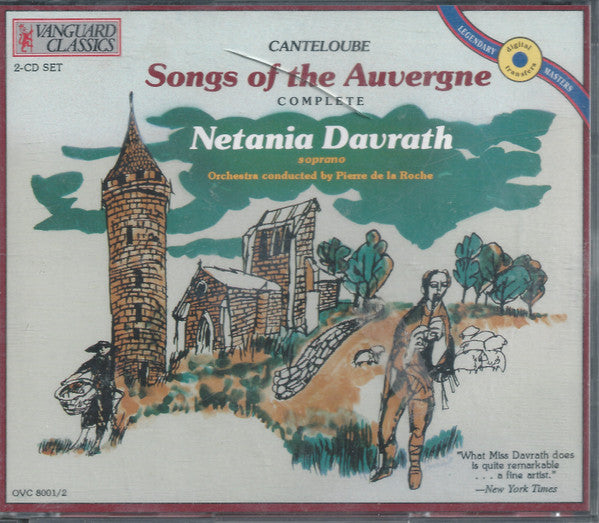 VANGUARD
CLASSICS
2-CD SET
CANTELOUBE
Songs of the Auvergne
COMPLETE
Netania Davrath
soprano
Orchestra conducted by Pierre de la Roche
LEGENDARY
digital
transfers
MASTERS
"What Miss Davrath does
is quite remarkable
. . . a fine artist."
—New York Times
OVC 8001/2